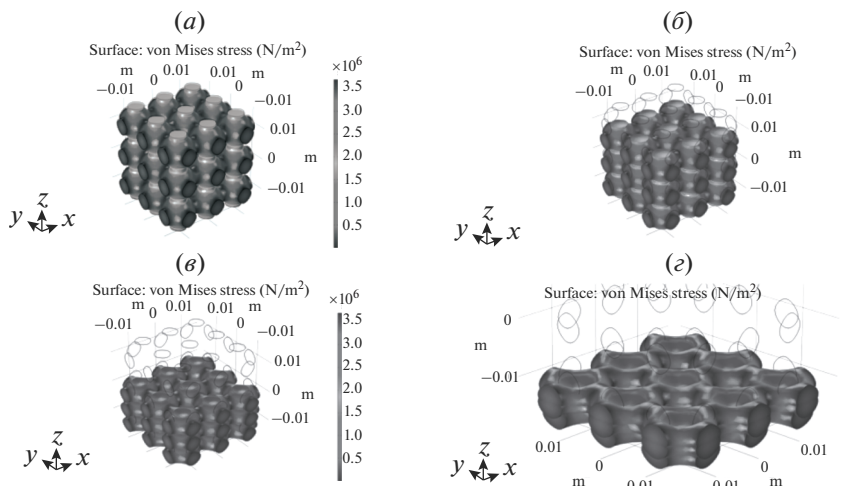 (а)
Surface: von Mises stress (N/m²)
m 0.01 0.01 m
−0.01 0 0 −0.01
0.01
0 m
−0.01
×10⁶
3.5
3.0
2.5
2.0
1.5
1.0
0.5
z
y x
(б)
Surface: von Mises stress (N/m²)
m 0.01 0.01 m
−0.01 0 0 −0.01
0.01
0 m
−0.01
z
y x
(в)
Surface: von Mises stress (N/m²)
m 0.01 0.01 m
−0.01 0 0 −0.01
0.01
0 m
−0.01
×10⁶
3.5
3.0
2.5
2.0
1.5
1.0
0.5
z
y x
(г)
Surface: von Mises stress (N/m²)
0
m
−0.01
0.01 0.01
0 0
m m
0.01 0.01
z
y x